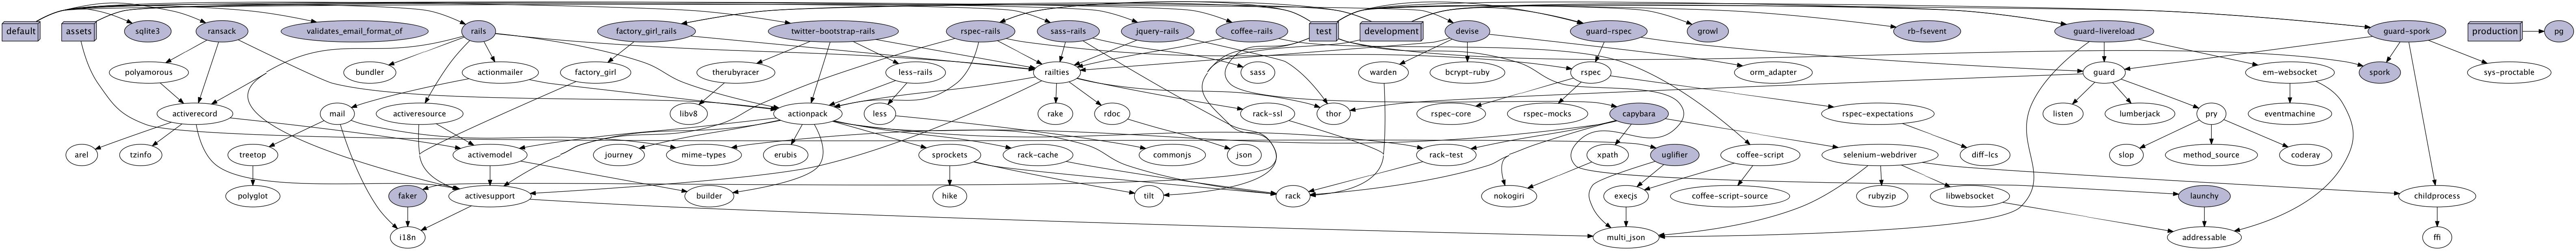 default
assets
sqlite3
ransack
validates_email_format_of
rails
factory_girl_rails
twitter-bootstrap-rails
rspec-rails
sass-rails
jquery-rails
coffee-rails
test
development
devise
guard-rspec
growl
rb-fsevent
guard-livereload
guard-spork
production
pg
polyamorous
bundler
actionmailer
factory_girl
therubyracer
less-rails
railties
sass
warden
bcrypt-ruby
rspec
orm_adapter
guard
em-websocket
spork
sys-proctable
activerecord
mail
activeresource
libv8
actionpack
less
rake
rdoc
rack-ssl
thor
rspec-core
rspec-mocks
capybara
rspec-expectations
listen
lumberjack
pry
eventmachine
arel
tzinfo
treetop
activemodel
journey
mime-types
erubis
sprockets
rack-cache
commonjs
json
rack-test
xpath
uglifier
coffee-script
selenium-webdriver
diff-lcs
slop
method_source
coderay
polyglot
faker
activesupport
builder
hike
tilt
rack
nokogiri
execjs
coffee-script-source
rubyzip
libwebsocket
launchy
childprocess
i18n
multi_json
addressable
ffi